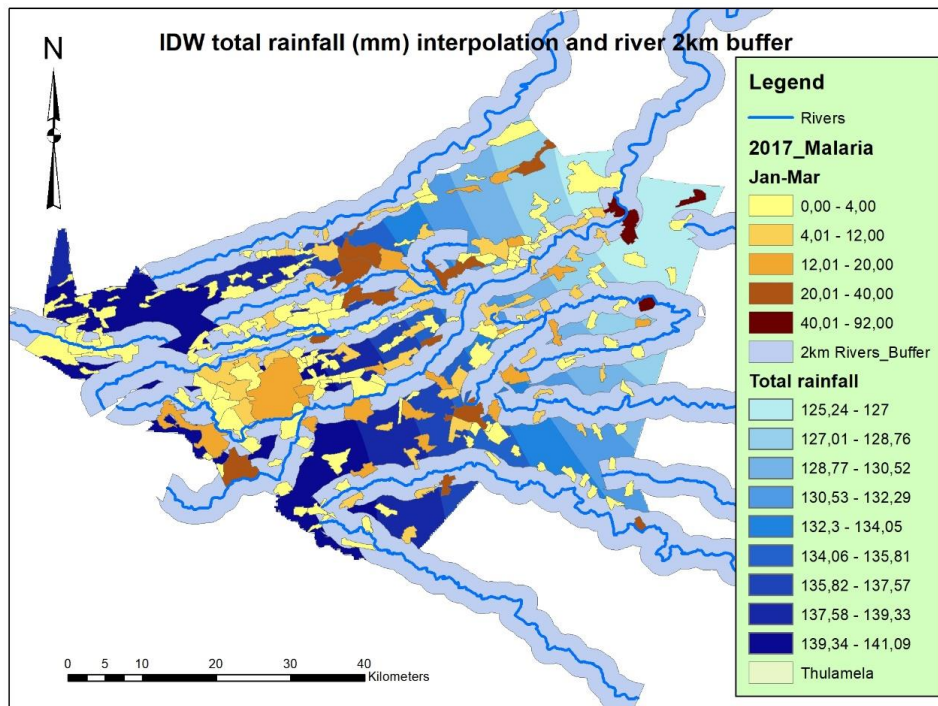 IDW total rainfall (mm) interpolation and river 2km buffer
N
Legend
Rivers
2017_Malaria
Jan-Mar
0,00 - 4,00
4,01 - 12,00
12,01 - 20,00
20,01 - 40,00
40,01 - 92,00
2km Rivers_Buffer
Total rainfall
125,24 - 127
127,01 - 128,76
128,77 - 130,52
130,53 - 132,29
132,3 - 134,05
134,06 - 135,81
135,82 - 137,57
137,58 - 139,33
139,34 - 141,09
Thulamela
0 5 10 20 30 40
Kilometers